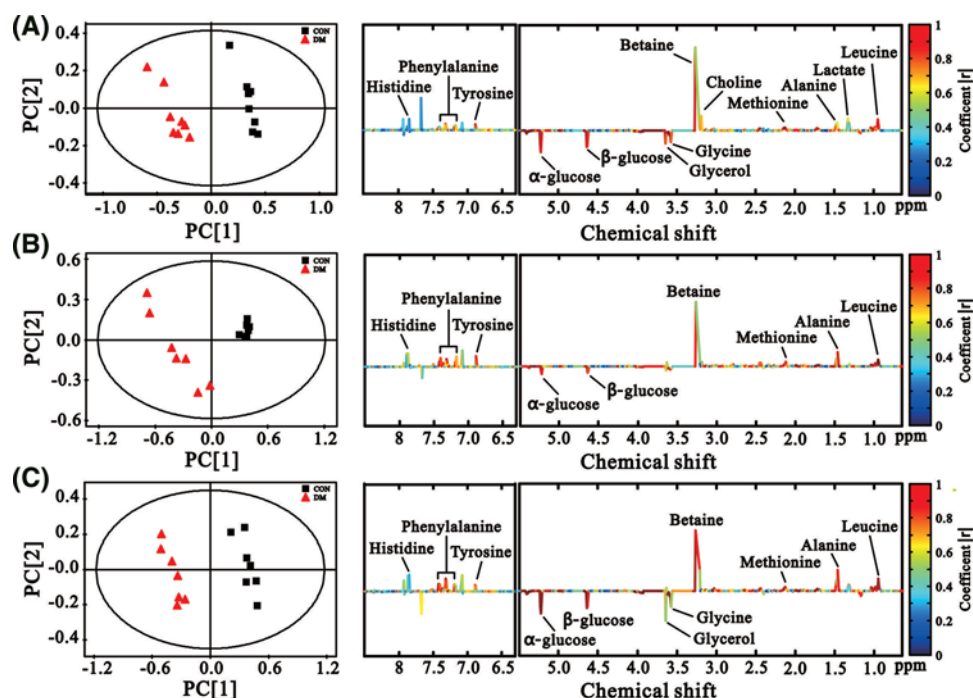 (A)
0.4
0.2
-0.0
-0.2
-0.4
PC[2]
-1.0 -0.5 0.0 0.5 1.0
PC[1]
CON
DM
Histidine
Phenylalanine
Tyrosine
8 7.5 7.0 6.5
Betaine
Choline
Methionine
Alanine
Lactate
Leucine
α-glucose
β-glucose
Glycine
Glycerol
5.0 4.5 4.0 3.5 3.0 2.5 2.0 1.5 1.0 ppm
Chemical shift
1
0.8
0.6
0.4
0.2
0
Coefficent |r|
(B)
0.6
0.3
0.0
-0.3
-0.6
PC[2]
-1.2 -0.6 0.0 0.6 1.2
PC[1]
CON
DM
Histidine
Phenylalanine
Tyrosine
8 7.5 7.0 6.5
Betaine
Methionine
Alanine
Leucine
α-glucose
β-glucose
5.0 4.5 4.0 3.5 3.0 2.5 2.0 1.5 1.0 ppm
Chemical shift
1
0.8
0.6
0.4
0.2
0
Coefficent |r|
(C)
0.4
0.2
-0.0
-0.2
-0.4
PC[2]
-1.2 -0.6 0.0 0.6 1.2
PC[1]
CON
DM
Histidine
Phenylalanine
Tyrosine
8 7.5 7.0 6.5
Betaine
Methionine
Alanine
Leucine
α-glucose
β-glucose
Glycine
Glycerol
5.0 4.5 4.0 3.5 3.0 2.5 2.0 1.5 1.0 ppm
Chemical shift
1
0.8
0.6
0.4
0.2
0
Coefficent |r|